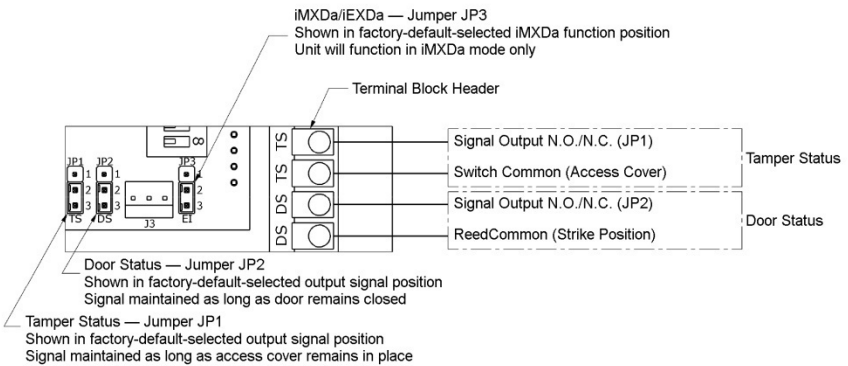 iMXDa/iEXDa — Jumper JP3
Shown in factory-default-selected iMXDa function position
Unit will function in iMXDa mode only
Terminal Block Header
8
JP1 JP2 JP3
1 1 1
2 2 2
3 3 3
TS DS J3 EI
TS
TS
DS
DS
Signal Output N.O./N.C. (JP1)
Switch Common (Access Cover)
Tamper Status
Signal Output N.O./N.C. (JP2)
ReedCommon (Strike Position)
Door Status
Door Status — Jumper JP2
Shown in factory-default-selected output signal position
Signal maintained as long as door remains closed
Tamper Status — Jumper JP1
Shown in factory-default-selected output signal position
Signal maintained as long as access cover remains in place